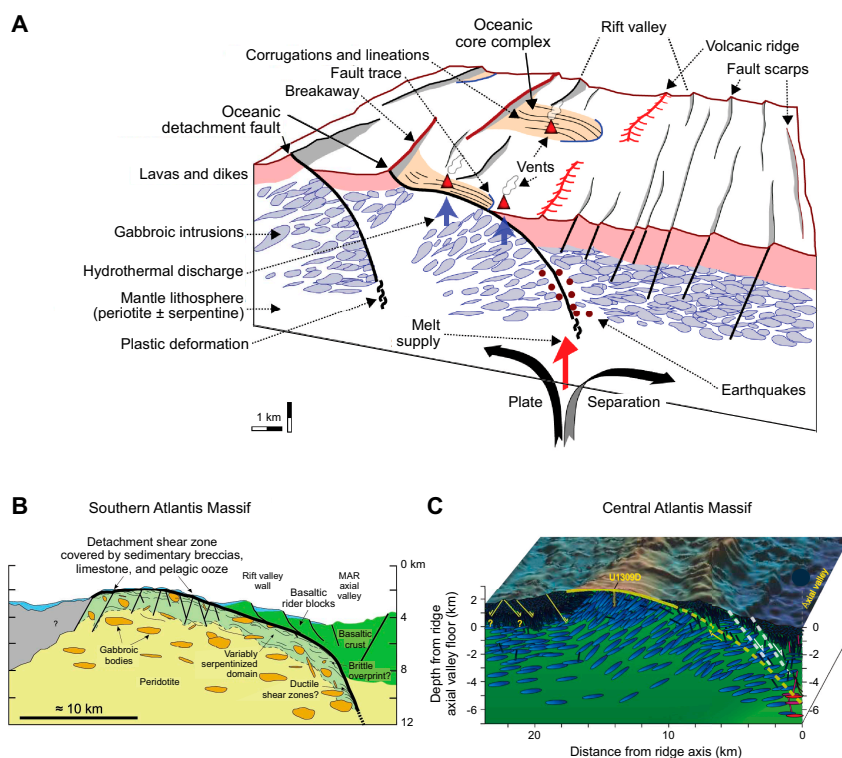 A
Oceanic
core complex
Rift valley
Corrugations and lineations
Volcanic ridge
Fault trace
Fault scarps
Breakaway
Oceanic
detachment fault
Lavas and dikes
Vents
Gabbroic intrusions
Hydrothermal discharge
Mantle lithosphere
(periotite ± serpentine)
Plastic deformation
Melt
supply
Earthquakes
Plate
Separation
1 km
B
Southern Atlantis Massif
Detachment shear zone
covered by sedimentary breccias,
limestone, and pelagic ooze
Rift valley
wall
MAR
axial
valley
Basaltic
rider blocks
0 km
?
4
Gabbroic
bodies
Variably
serpentinized
domain
Basaltic
crust
Brittle
overprint?
8
Peridotite
Ductile
shear zones?
≈ 10 km
12
C
Central Atlantis Massif
U1309D
Axial valley
Depth from ridge
axial valley floor (km)
2
0
-2
-4
-6
?
?
0
-2
-4
-6
20
10
0
Distance from ridge axis (km)